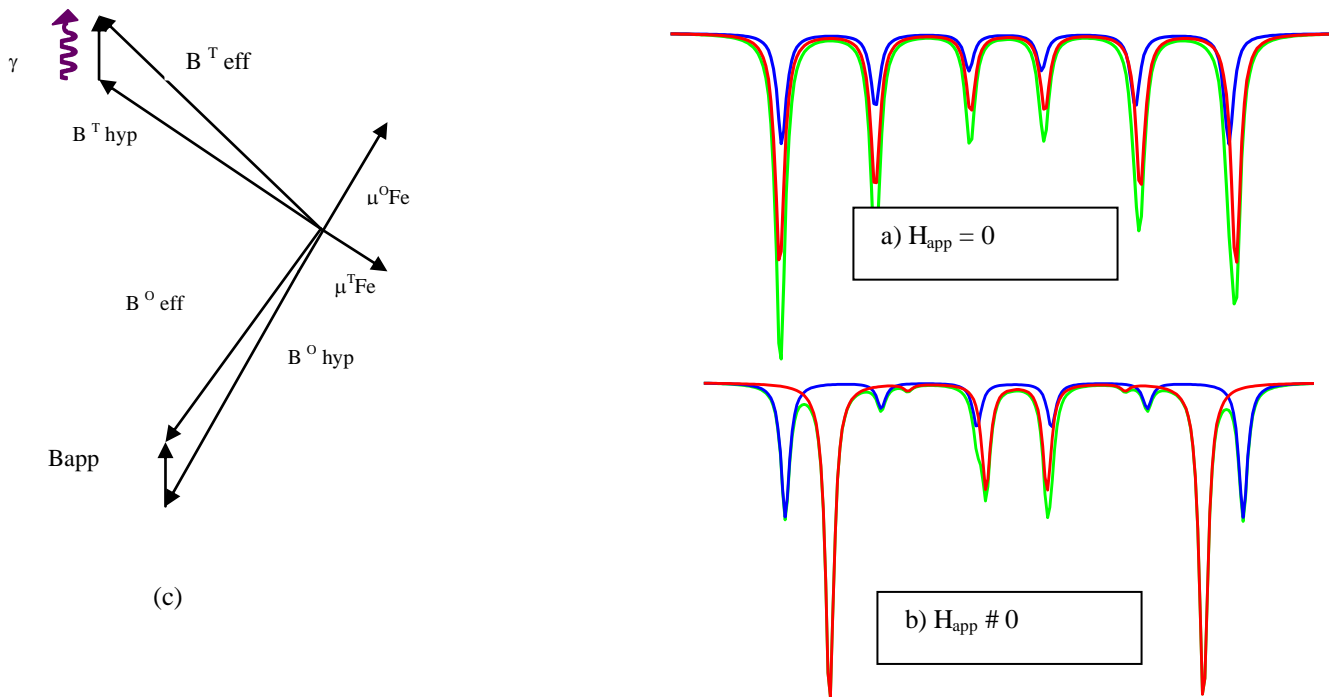 γ
B T eff
B T hyp
μOFe
μTFe
B O eff
B O hyp
Bapp
(c)
a) Happ = 0
b) Happ # 0